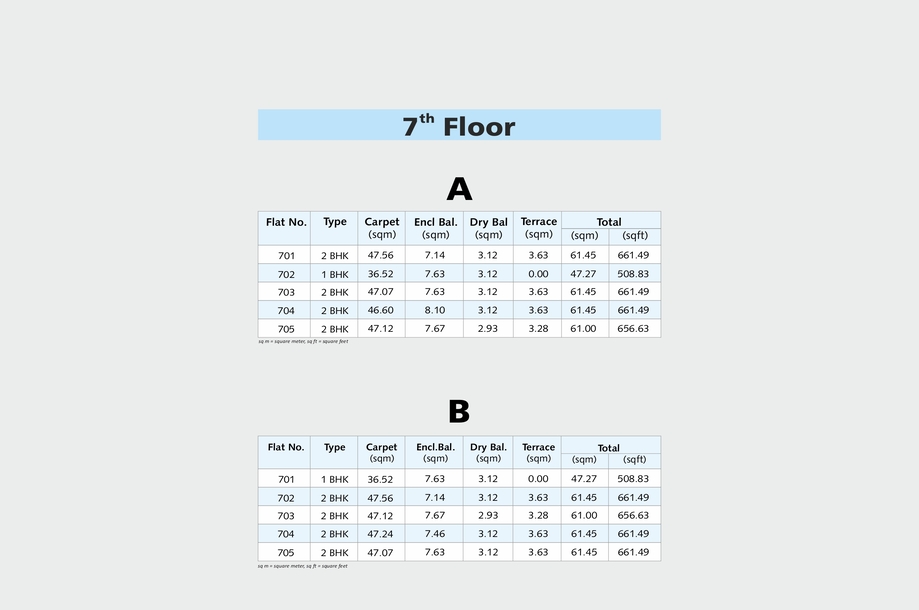 7th Floor
A
Flat No. Type Carpet Encl Bal. Dry Bal Terrace Total
(sqm) (sqm) (sqm) (sqm) (sqm) (sqft)
701 2 BHK 47.56 7.14 3.12 3.63 61.45 661.49
702 1 BHK 36.52 7.63 3.12 0.00 47.27 508.83
703 2 BHK 47.07 7.63 3.12 3.63 61.45 661.49
704 2 BHK 46.60 8.10 3.12 3.63 61.45 661.49
705 2 BHK 47.12 7.67 2.93 3.28 61.00 656.63
sq m = square meter, sq ft = square feet
B
Flat No. Type Carpet Encl.Bal. Dry Bal. Terrace Total
(sqm) (sqm) (sqm) (sqm) (sqm) (sqft)
701 1 BHK 36.52 7.63 3.12 0.00 47.27 508.83
702 2 BHK 47.56 7.14 3.12 3.63 61.45 661.49
703 2 BHK 47.12 7.67 2.93 3.28 61.00 656.63
704 2 BHK 47.24 7.46 3.12 3.63 61.45 661.49
705 2 BHK 47.07 7.63 3.12 3.63 61.45 661.49
sq m = square meter, sq ft = square feet